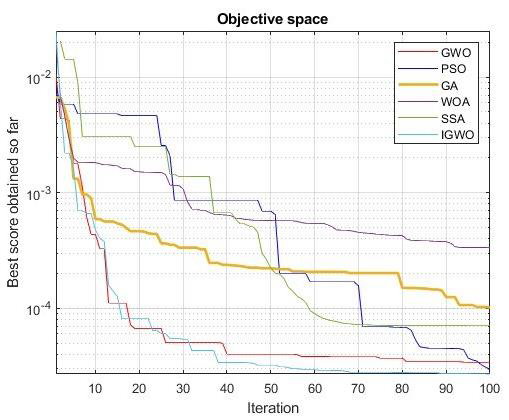 Objective space
GWO
PSO
GA
WOA
SSA
IGWO
Best score obtained so far
10-2
10-3
10-4
10 20 30 40 50 60 70 80 90 100
Iteration